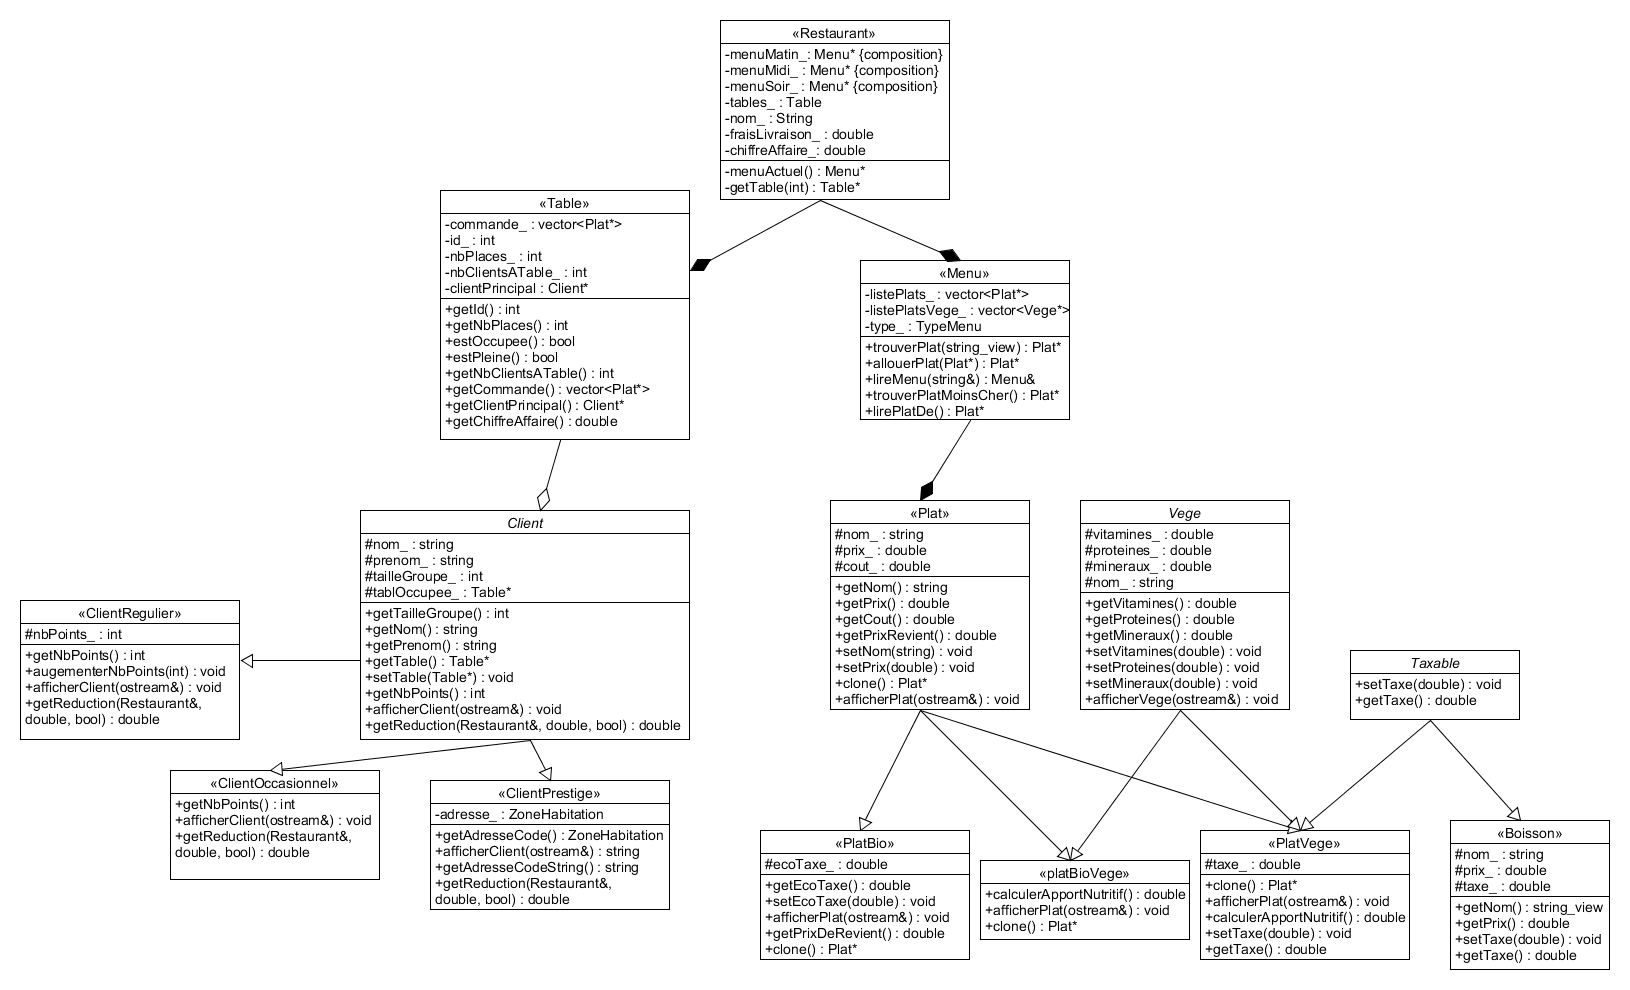 «Restaurant»
-menuMatin_: Menu* {composition}
-menuMidi_ : Menu* {composition}
-menuSoir_ : Menu* {composition}
-tables_ : Table
-nom_ : String
-fraisLivraison_ : double
-chiffreAffaire_: double
-menuActuel() : Menu*
-getTable(int) : Table*
«Table»
-commande_ : vector<Plat*>
-id_ : int
-nbPlaces_ : int
-nbClientsATable_ : int
-clientPrincipal : Client*
+getId() : int
+getNbPlaces() : int
+estOccupee() : bool
+estPleine() : bool
+getNbClientsATable() : int
+getCommande() : vector<Plat*>
+getClientPrincipal() : Client*
+getChiffreAffaire() : double
«Menu»
-listePlats_ : vector<Plat*>
-listePlatsVege_ : vector<Vege*>
-type_ : TypeMenu
+trouverPlat(string_view) : Plat*
+allouerPlat(Plat*) : Plat*
+lireMenu(string&) : Menu&
+trouverPlatMoinsCher() : Plat*
+lirePlatDe() : Plat*
Client
#nom_ : string
#prenom_ : string
#tailleGroupe_ : int
#tablOccupee_ : Table*
+getTailleGroupe() : int
+getNom() : string
+getPrenom() : string
+getTable() : Table*
+setTable(Table*) : void
+getNbPoints() : int
+afficherClient(ostream&) : void
+getReduction(Restaurant&, double, bool) : double
«Plat»
#nom_ : string
#prix_ : double
#cout_ : double
+getNom() : string
+getPrix() : double
+getCout() : double
+getPrixRevient() : double
+setNom(string) : void
+setPrix(double) : void
+clone() : Plat*
+afficherPlat(ostream&) : void
Vege
#vitamines_ : double
#proteines_ : double
#mineraux_ : double
#nom_ : string
+getVitamines() : double
+getProteines() : double
+getMineraux() : double
+setVitamines(double) : void
+setProteines(double) : void
+setMineraux(double) : void
+afficherVege(ostream&) : void
«ClientRegulier»
#nbPoints_ : int
+getNbPoints() : int
+augementerNbPoints(int) : void
+afficherClient(ostream&) : void
+getReduction(Restaurant&,
double, bool) : double
Taxable
+setTaxe(double) : void
+getTaxe() : double
«ClientOccasionnel»
+getNbPoints() : int
+afficherClient(ostream&) : void
+getReduction(Restaurant&,
double, bool) : double
«ClientPrestige»
-adresse_ : ZoneHabitation
+getAdresseCode() : ZoneHabitation
+afficherClient(ostream&) : string
+getAdresseCodeString() : string
+getReduction(Restaurant&,
double, bool) : double
«PlatBio»
#ecoTaxe_ : double
+getEcoTaxe() : double
+setEcoTaxe(double) : void
+afficherPlat(ostream&) : void
+getPrixDeRevient() : double
+clone() : Plat*
«platBioVege»
+calculerApportNutritif() : double
+afficherPlat(ostream&) : void
+clone() : Plat*
«PlatVege»
#taxe_ : double
+clone() : Plat*
+afficherPlat(ostream&) : void
+calculerApportNutritif() : double
+setTaxe(double) : void
+getTaxe() : double
«Boisson»
#nom_ : string
#prix_ : double
#taxe_ : double
+getNom() : string_view
+getPrix() : double
+setTaxe(double) : void
+getTaxe() : double